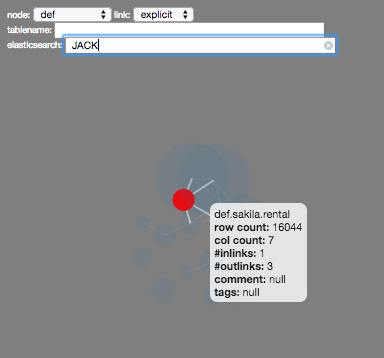 node: def link: explicit
tablename:
elasticsearch: JACK
def.sakila.rental
row count: 16044
col count: 7
#inlinks: 1
#outlinks: 3
comment: null
tags: null